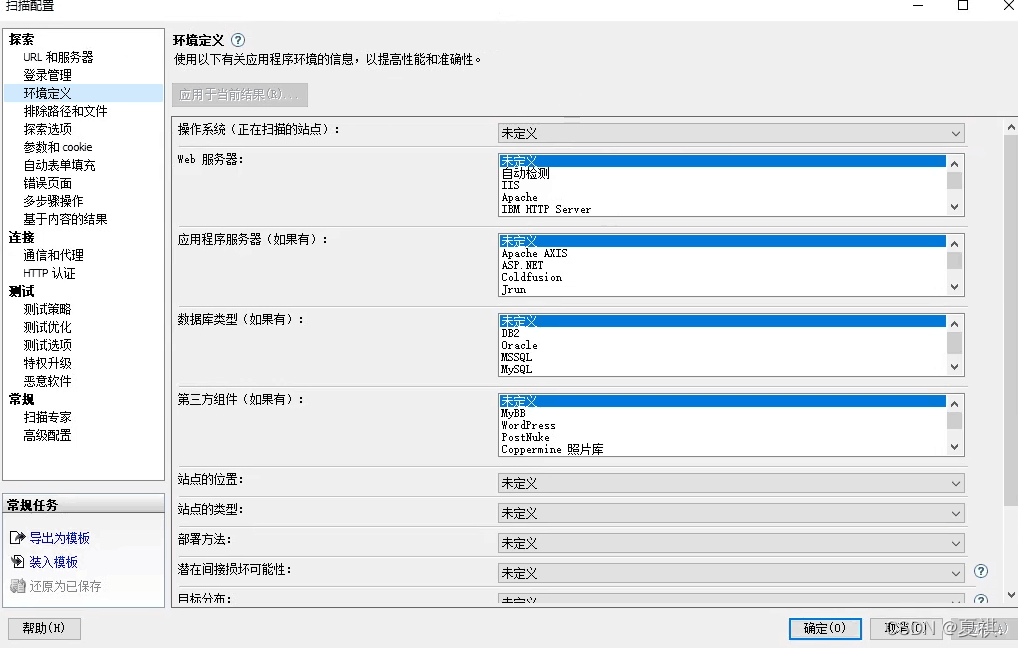 扫描配置
探索
URL 和服务器
登录管理
环境定义
排除路径和文件
探索选项
参数和 cookie
自动表单填充
错误页面
多步骤操作
基于内容的结果
连接
通信和代理
HTTP 认证
测试
测试策略
测试优化
测试选项
特权升级
恶意软件
常规
扫描专家
高级配置
常规任务
导出为模板
装入模板
还原为已保存
帮助(H)
环境定义 ?
使用以下有关应用程序环境的信息，以提高性能和准确性。
应用于当前结果(R)...
操作系统（正在扫描的站点）：
未定义
Web 服务器：
未定义
自动检测
IIS
Apache
IBM HTTP Server
应用程序服务器（如果有）：
未定义
Apache AXIS
ASP.NET
Coldfusion
Jrun
数据库类型（如果有）：
未定义
DB2
Oracle
MSSQL
MySQL
第三方组件（如果有）：
未定义
MyBB
WordPress
PostNuke
Coppermine 照片库
站点的位置：
未定义
站点的类型：
未定义
部署方法：
未定义
潜在间接损坏可能性：
未定义 ?
目标分布：
未定义 ?
确定(O)
取消(C)
CSDN @夏祺